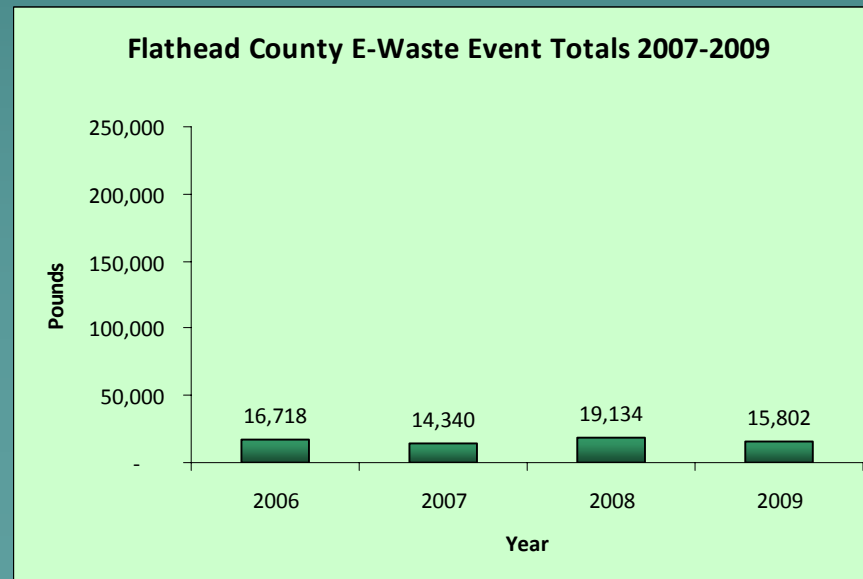 Flathead County E-Waste Event Totals 2007-2009
250,000
200,000
150,000
100,000
50,000
-
Pounds
16,718 14,340 19,134 15,802
2006 2007 2008 2009
Year